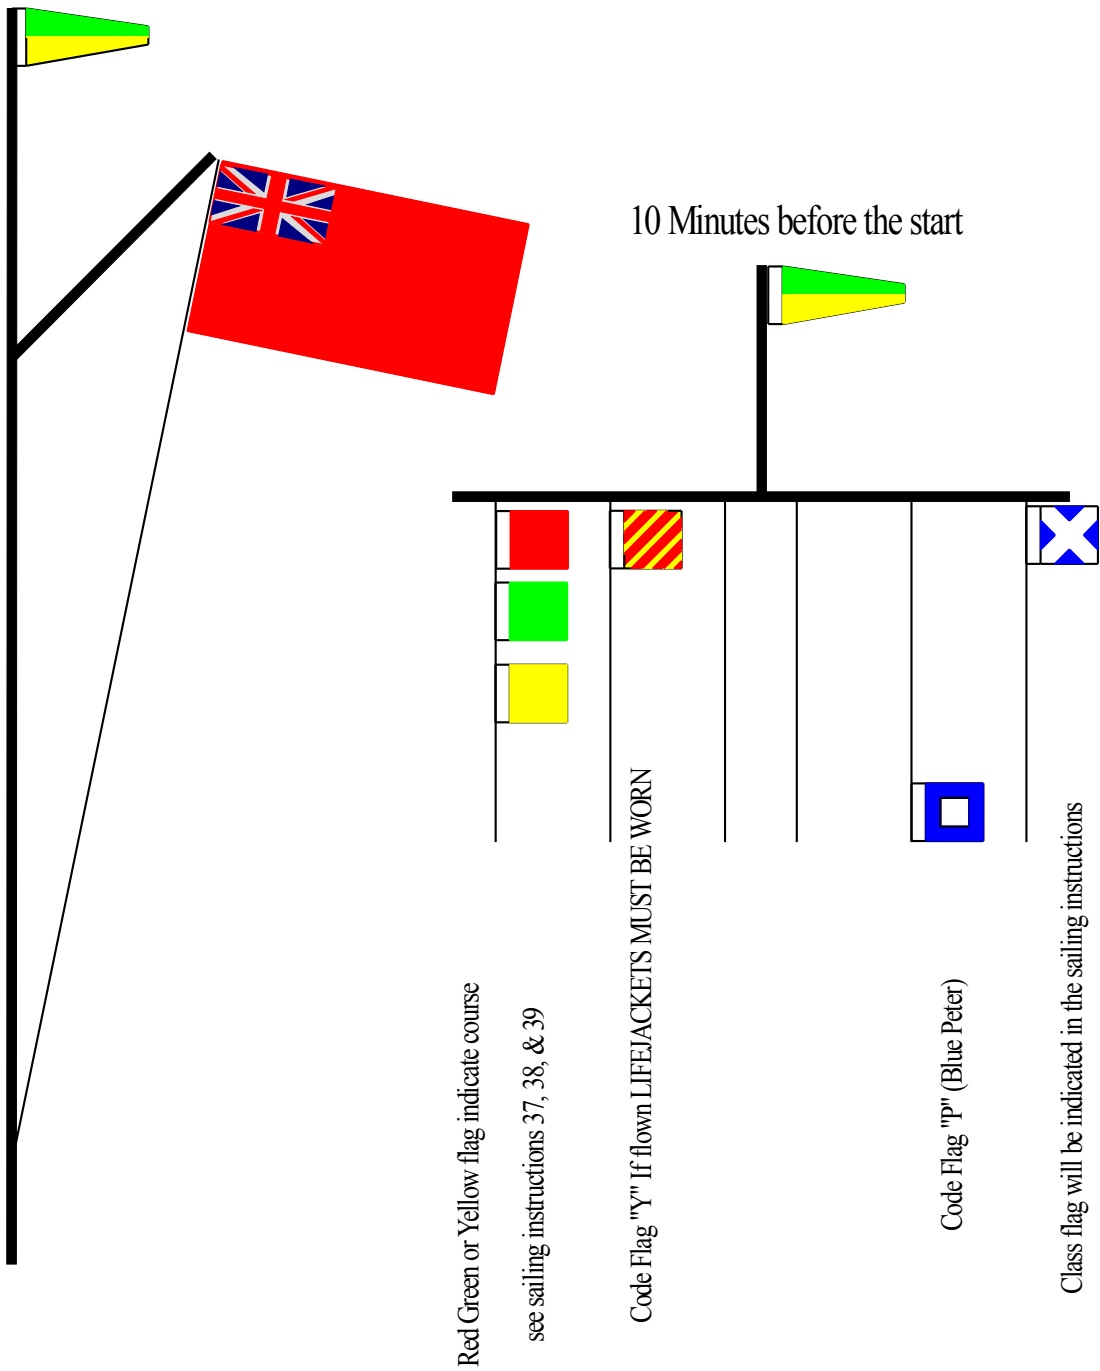 10 Minutes before the start
Red Green or Yellow flag indicate course
see sailing instructions 37, 38, & 39
Code Flag "Y" If flown LIFEJACKETS MUST BE WORN
Code Flag "P" (Blue Peter)
Class flag will be indicated in the sailing instructions